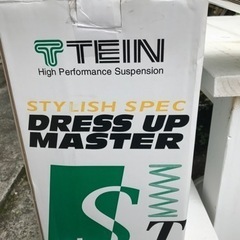 TEIN
High Performance Suspension
STYLISH SPEC
DRESS UP
MASTER
S
T